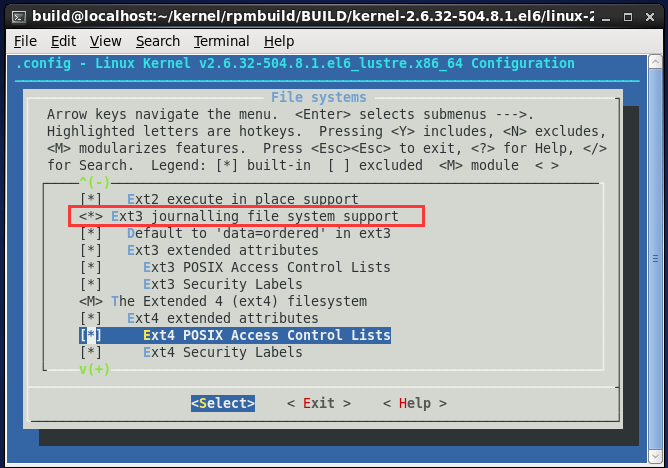 build@localhost:~/kernel/rpmbuild/BUILD/kernel-2.6.32-504.8.1.el6/linux-2
File Edit View Search Terminal Help
.config - Linux Kernel v2.6.32-504.8.1.el6_lustre.x86_64 Configuration
File systems
Arrow keys navigate the menu. <Enter> selects submenus --->.
Highlighted letters are hotkeys. Pressing <Y> includes, <N> excludes,
<M> modularizes features. Press <Esc><Esc> to exit, <?> for Help, </>
for Search. Legend: [*] built-in [ ] excluded <M> module < >
^(-)
[*] Ext2 execute in place support
<*> Ext3 journalling file system support
[*] Default to 'data=ordered' in ext3
[*] Ext3 extended attributes
[*] Ext3 POSIX Access Control Lists
[*] Ext3 Security Labels
<M> The Extended 4 (ext4) filesystem
[*] Ext4 extended attributes
[*] Ext4 POSIX Access Control Lists
[*] Ext4 Security Labels
v(+)
<Select> < Exit > < Help >